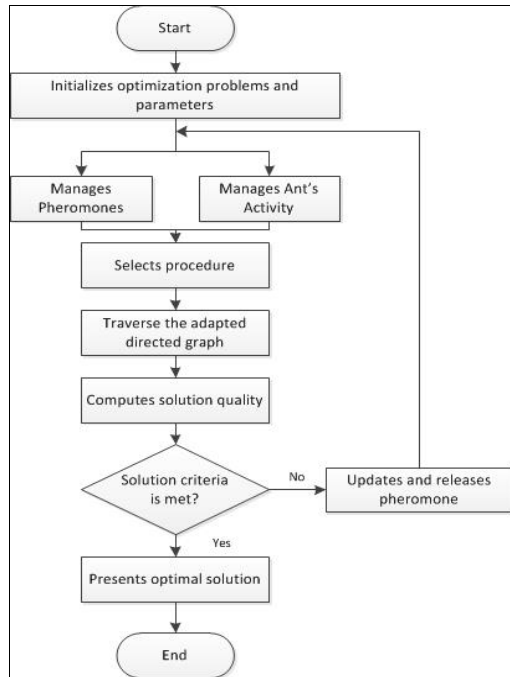 Start
Initializes optimization problems and
parameters
Manages
Pheromones
Manages Ant's
Activity
Selects procedure
Traverse the adapted
directed graph
Computes solution quality
Solution criteria
is met?
No
Updates and releases
pheromone
Yes
Presents optimal solution
End